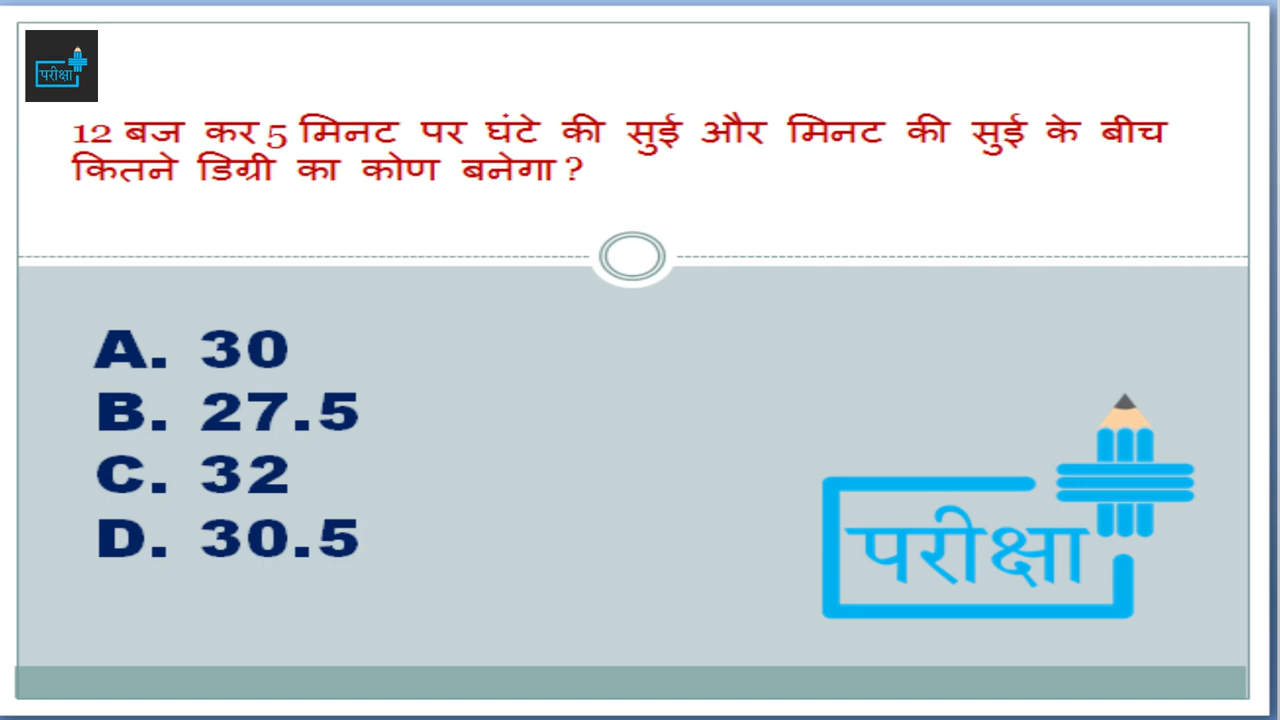 परीक्षा
12 बज कर 5 मिनट पर घंटे की सुई और मिनट की सुई के बीच
कितने डिग्री का कोण बनेगा ?
A. 30
B. 27.5
C. 32
D. 30.5
परीक्षा